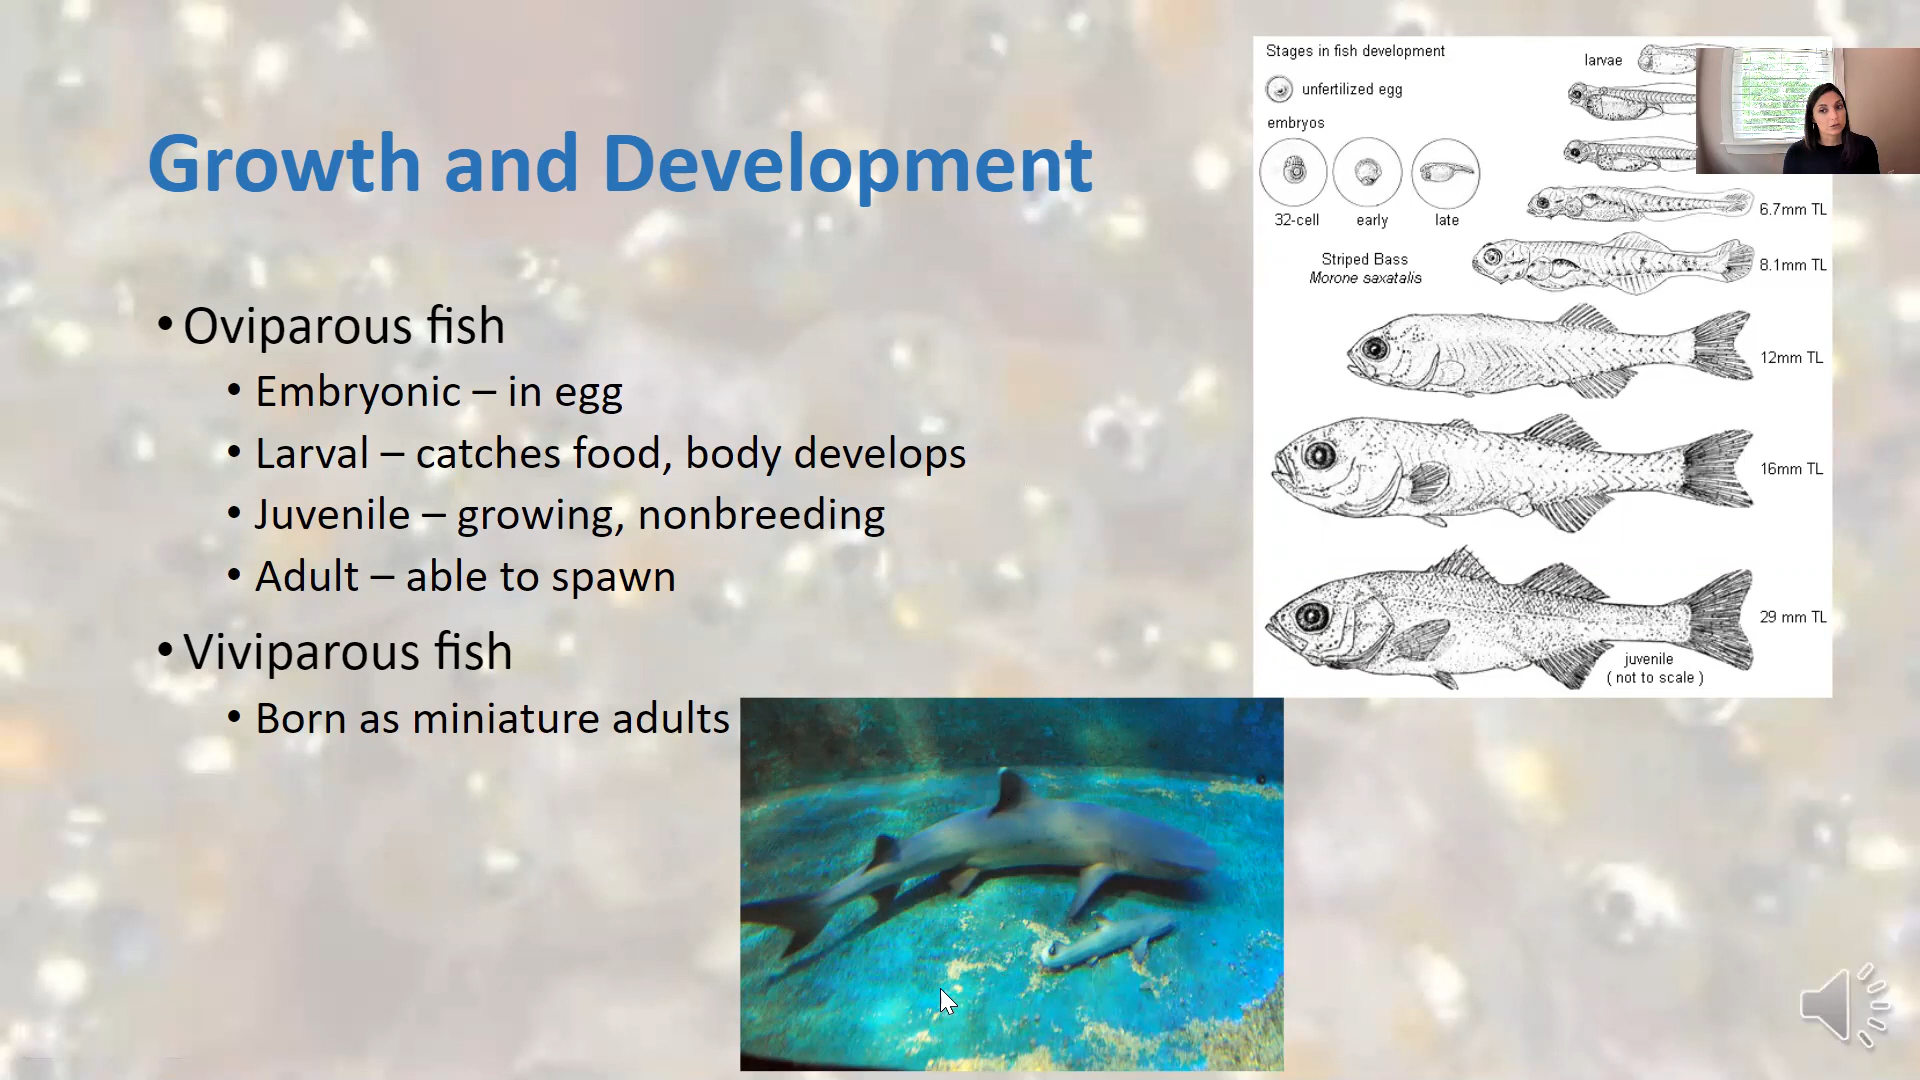 Growth and Development
• Oviparous fish
• Embryonic – in egg
• Larval – catches food, body develops
• Juvenile – growing, nonbreeding
• Adult – able to spawn
• Viviparous fish
• Born as miniature adults
Stages in fish development
larvae
unfertilized egg
embryos
32-cell early late
6.7mm TL
Striped Bass
Morone saxatalis
8.1mm TL
12mm TL
16mm TL
29 mm TL
juvenile
( not to scale )